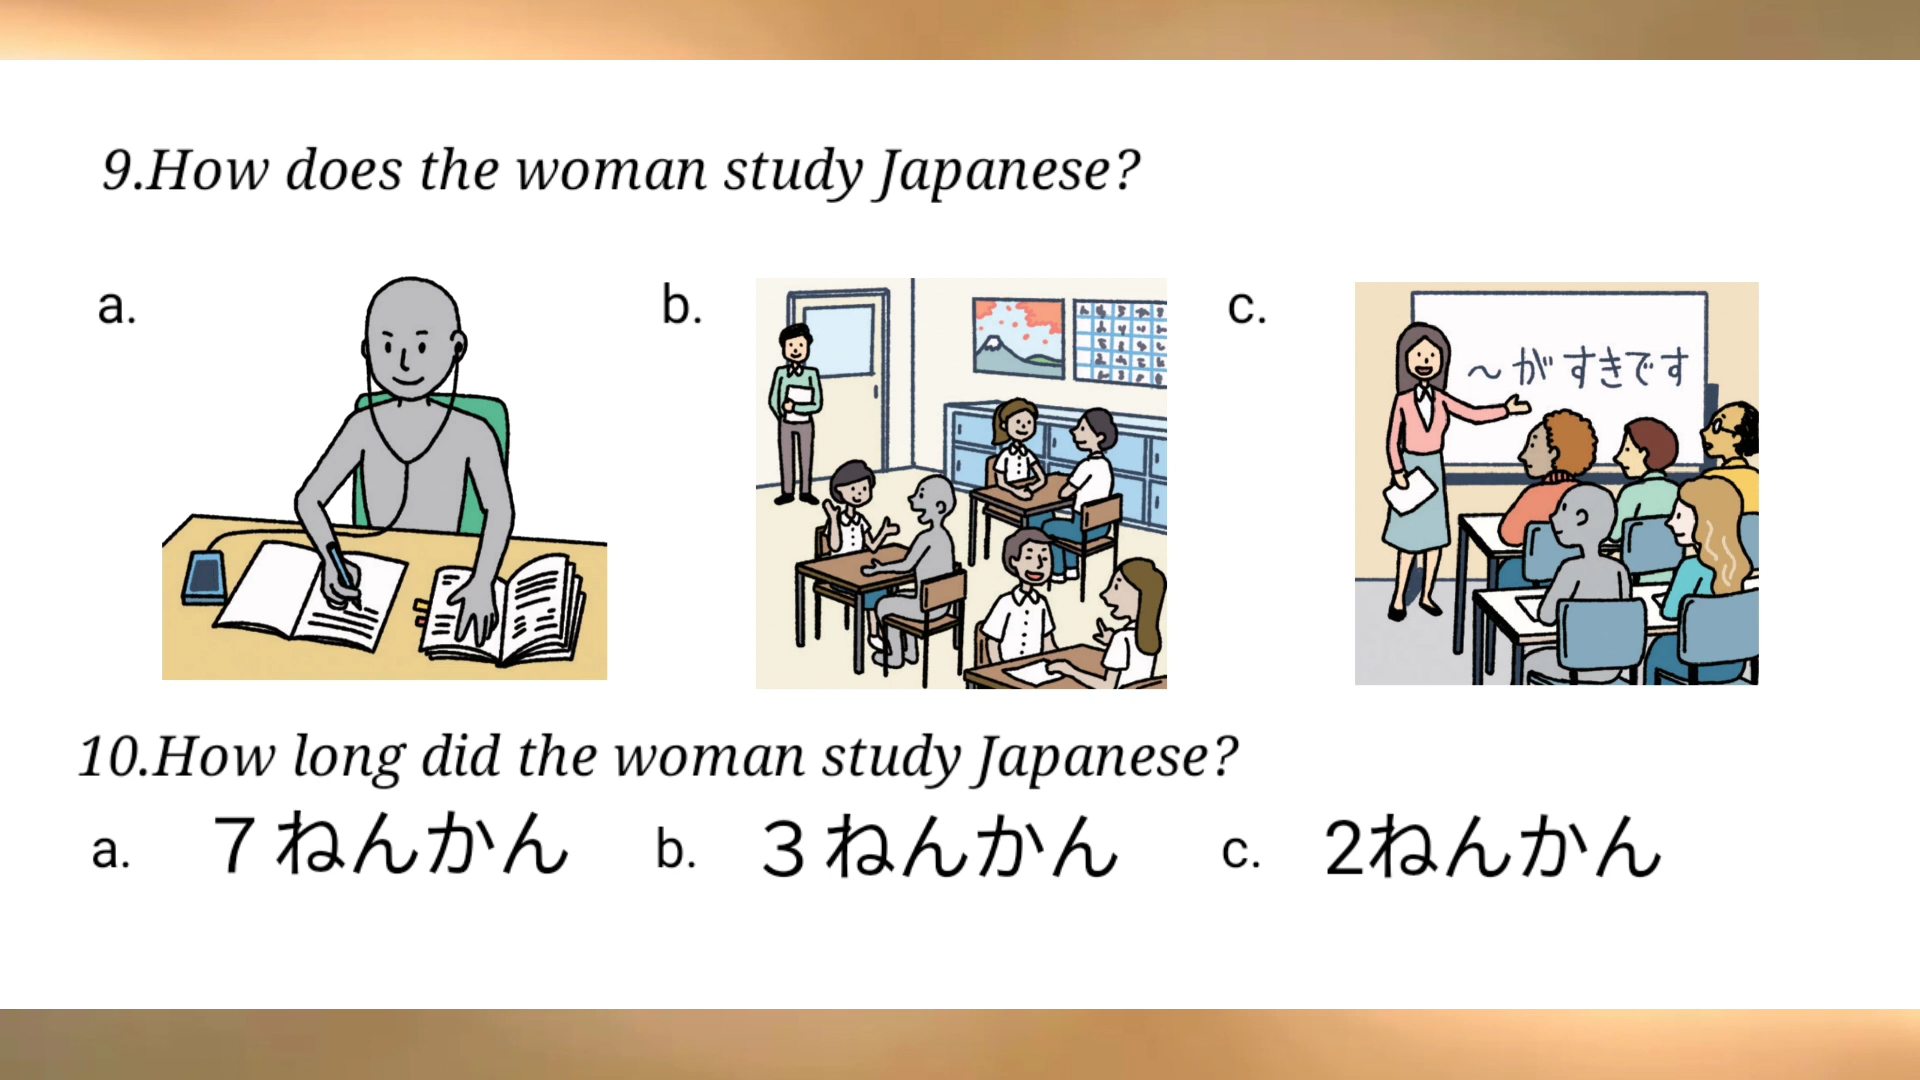 9.How does the woman study Japanese?
a.
b.
c.
～がすきです
10.How long did the woman study Japanese?
a. 7ねんかん b. 3ねんかん c. 2ねんかん